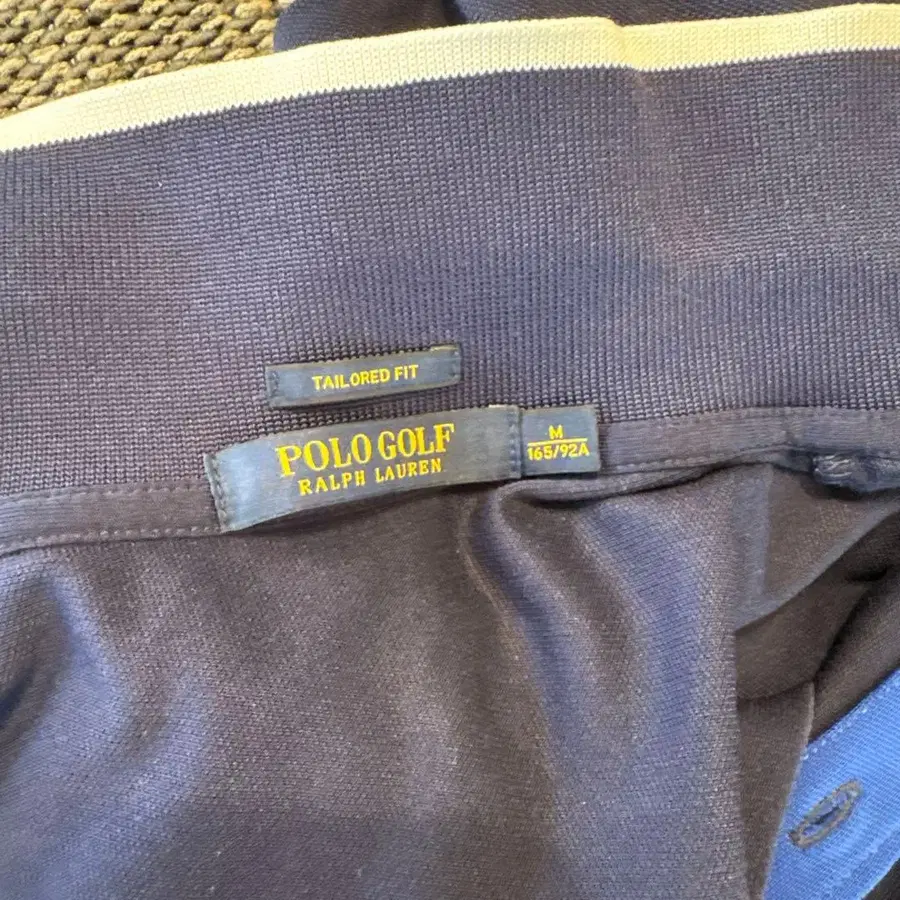 TAILORED FIT
POLO GOLF
RALPH LAUREN
M
165/92A